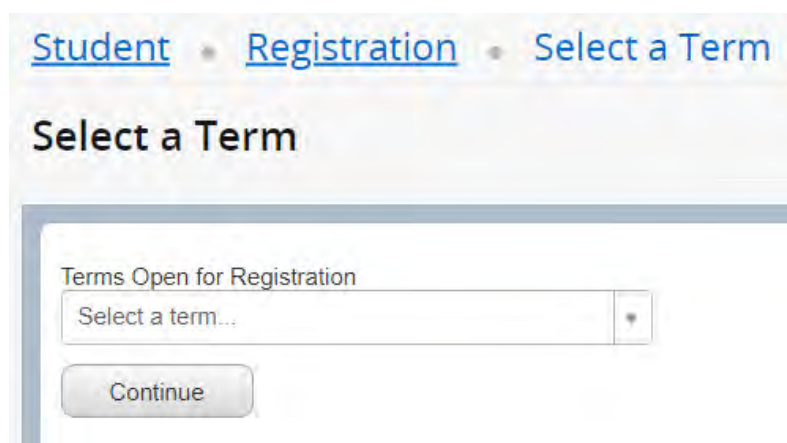 Student • Registration • Select a Term
Select a Term
Terms Open for Registration
Select a term...
Continue